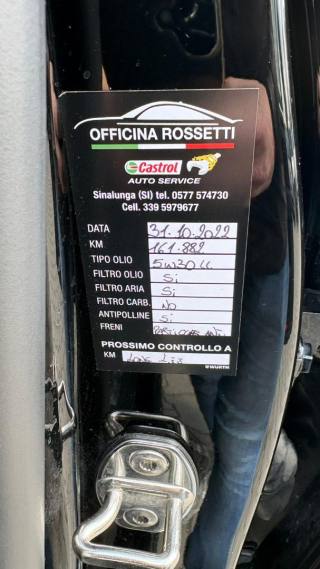 OFFICINA ROSSETTI
Castrol
AUTO SERVICE
Sinalunga (SI) tel. 0577 574730
Cell. 339 5979677
DATA 31.10.2022
KM 161.882
TIPO OLIO 5W30 LL
FILTRO OLIO Si
FILTRO ARIA Si
FILTRO CARB. NO
ANTIPOLLINE Si
FRENI
PROSSIMO CONTROLLO A
KM
WÜRTH